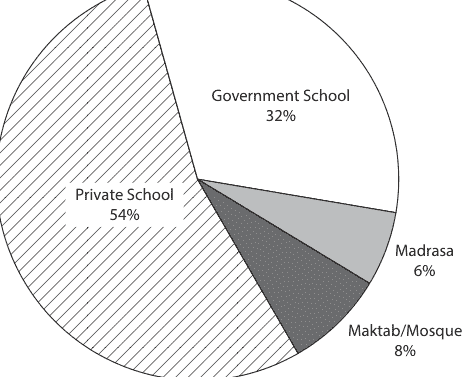 Government School
32%
Private School
54%
Madrasa
6%
Maktab/Mosque
8%